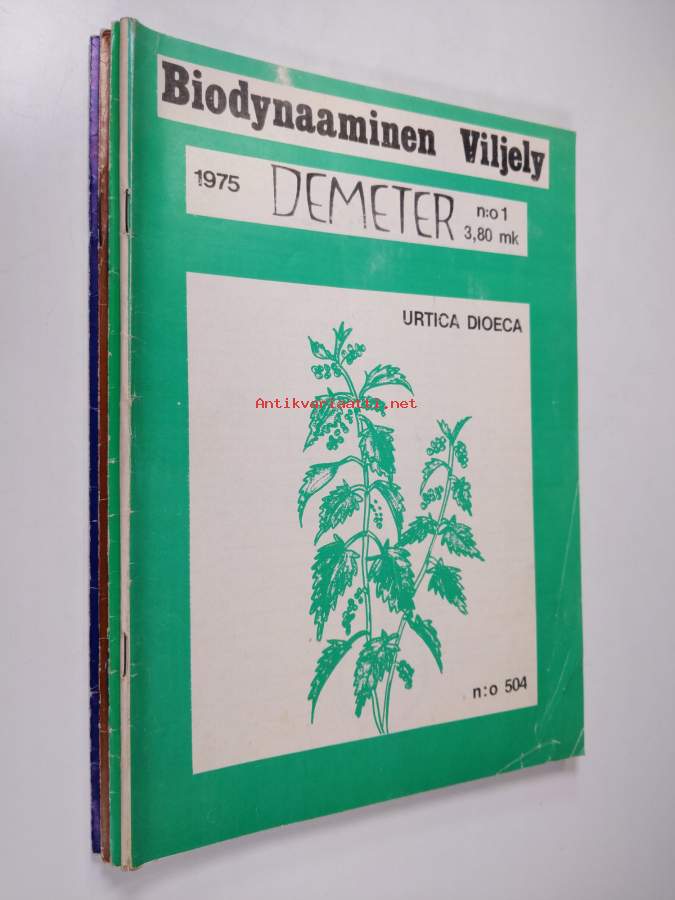 Biodynaaminen Viljely
1975 DEMETER n:o 1
3,80 mk
URTICA DIOECA
Antikvariaatti.net
n:o 504